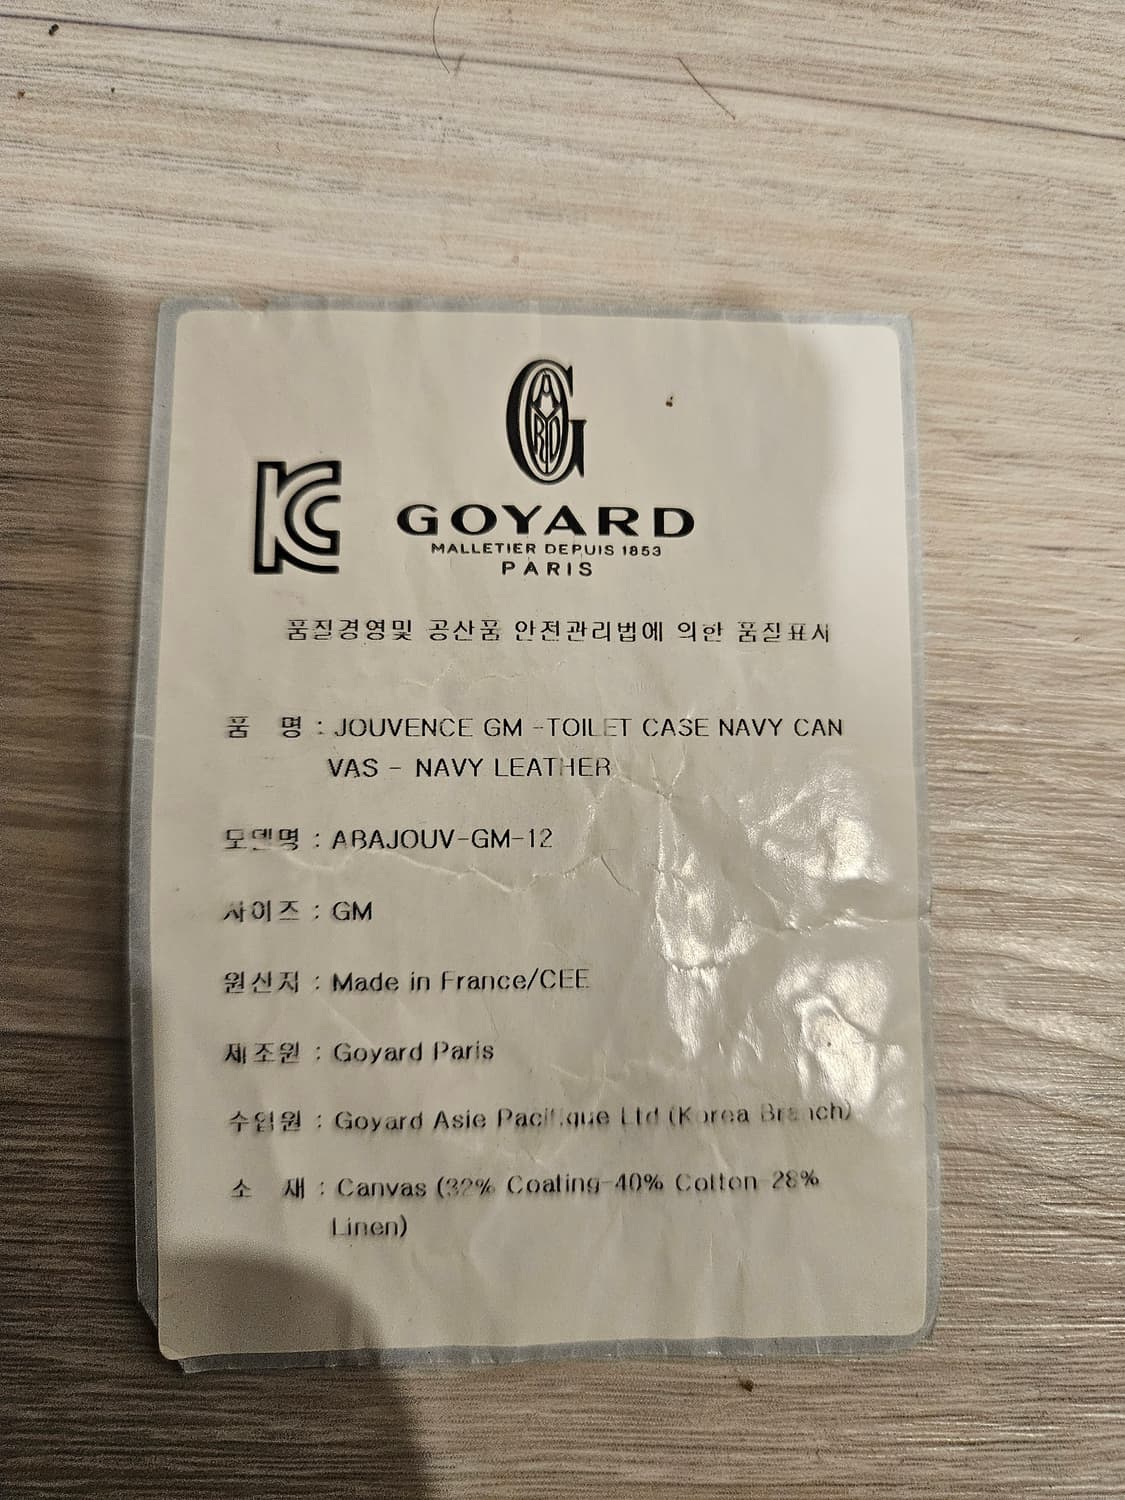 KC
GOYARD
MALLETIER DEPUIS 1853
PARIS
품질경영및 공산품 안전관리법에 의한 품질표시
품 명 : JOUVENCE GM -TOILET CASE NAVY CAN
VAS - NAVY LEATHER
모델명 : ARAJOUV-GM-12
사이즈 : GM
원산지 : Made in France/CEE
제조원 : Goyard Paris
수입원 : Goyard Asie Pacifique Ltd (Korea Branch)
소 재 : Canvas (32% Coating-40% Cotton-28%
Linen)